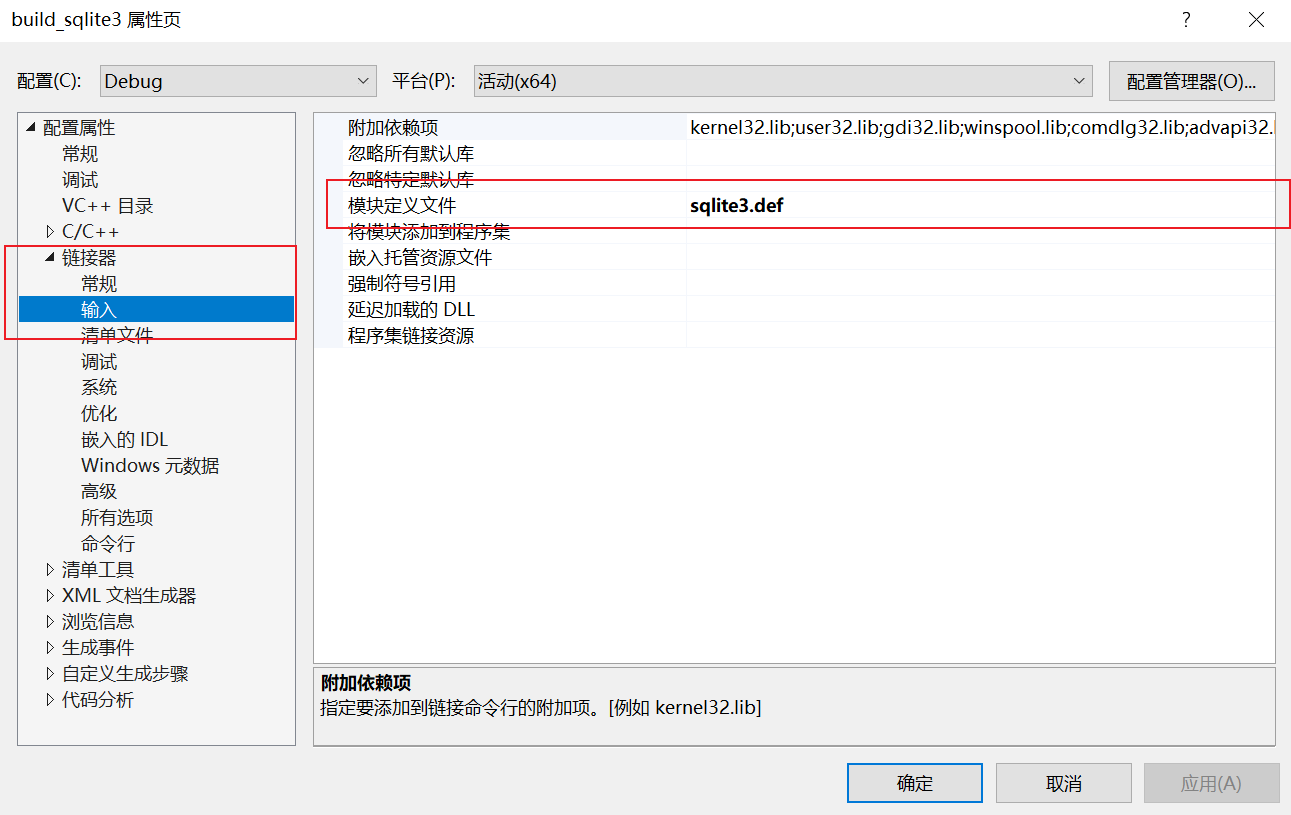 build_sqlite3 属性页
?
配置(C): Debug 平台(P): 活动(x64) 配置管理器(O)...
配置属性
常规
调试
VC++ 目录
C/C++
链接器
常规
输入
清单文件
调试
系统
优化
嵌入的 IDL
Windows 元数据
高级
所有选项
命令行
清单工具
XML 文档生成器
浏览信息
生成事件
自定义生成步骤
代码分析
附加依赖项 kernel32.lib;user32.lib;gdi32.lib;winspool.lib;comdlg32.lib;advapi32.l
忽略所有默认库
忽略特定默认库
模块定义文件 sqlite3.def
将模块添加到程序集
嵌入托管资源文件
强制符号引用
延迟加载的 DLL
程序集链接资源
附加依赖项
指定要添加到链接命令行的附加项。[例如 kernel32.lib]
确定 取消 应用(A)